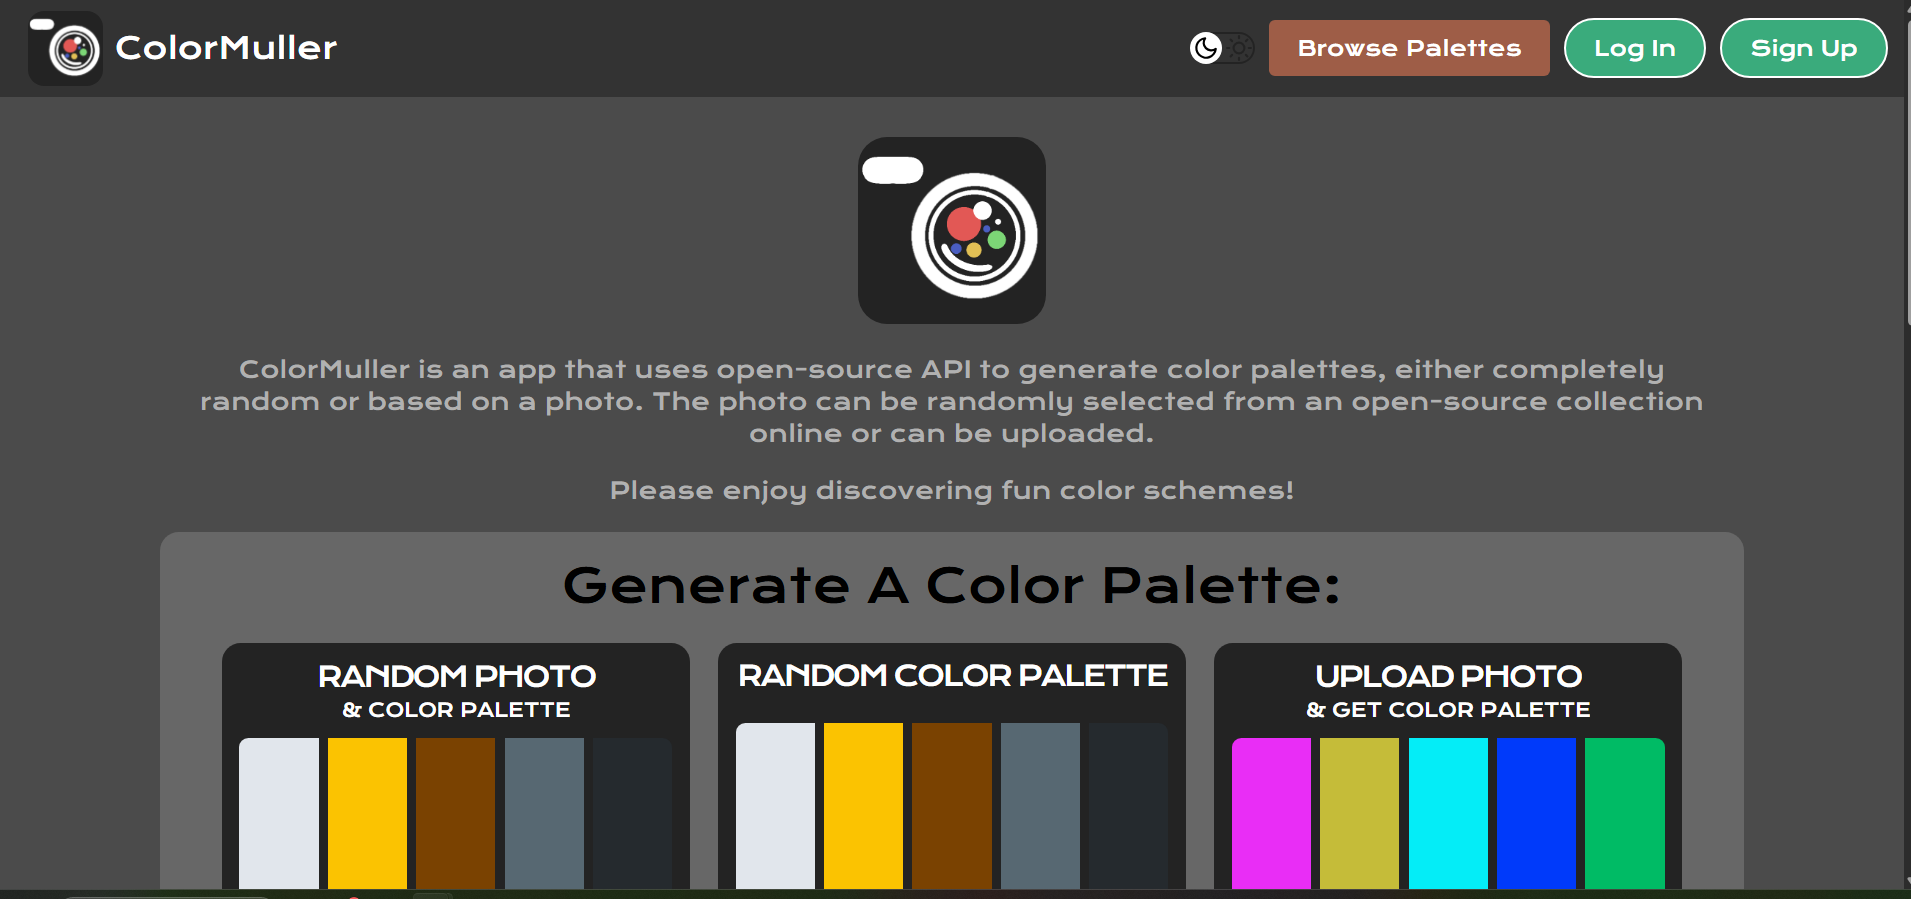 ColorMuller
Browse Palettes
Log In
Sign Up
ColorMuller is an app that uses open-source API to generate color palettes, either completely
random or based on a photo. The photo can be randomly selected from an open-source collection
online or can be uploaded.
Please enjoy discovering fun color schemes!
Generate A Color Palette:
RANDOM PHOTO
& COLOR PALETTE
RANDOM COLOR PALETTE
UPLOAD PHOTO
& GET COLOR PALETTE